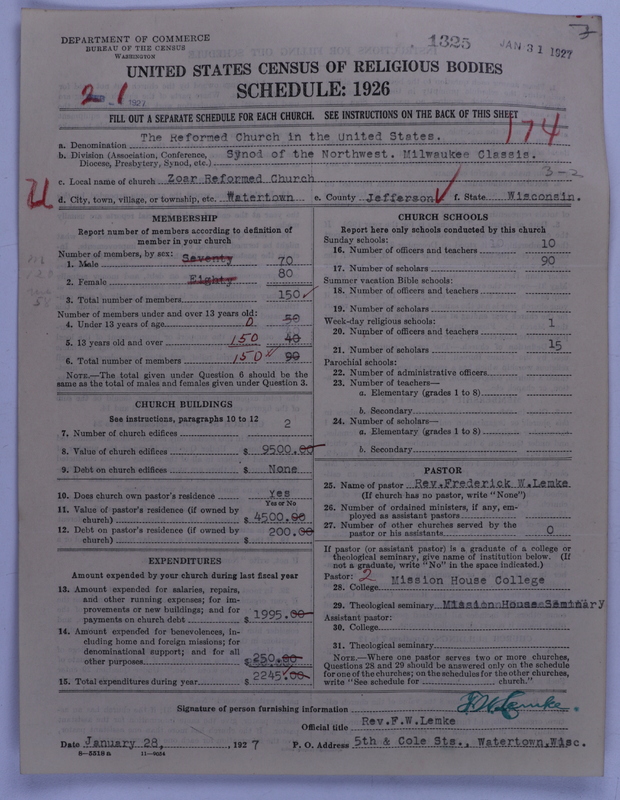 DEPARTMENT OF COMMERCE
BUREAU OF THE CENSUS
WASHINGTON
1325
JAN 31 1927
UNITED STATES CENSUS OF RELIGIOUS BODIES
SCHEDULE: 1926
2-1
1927
FILL OUT A SEPARATE SCHEDULE FOR EACH CHURCH. SEE INSTRUCTIONS ON THE BACK OF THIS SHEET
174
a. Denomination The Reformed Church in the United States.
b. Division (Association, Conference, Diocese, Presbytery, Synod, etc.) Synod of the Northwest. Milwaukee Classis.
3-2
c. Local name of church Zoar Reformed Church
d. City, town, village, or township, etc. Watertown e. County Jefferson f. State Wisconsin.
MEMBERSHIP
Report number of members according to definition of
member in your church
Number of members, by sex:
1. Male Seventy 70
2. Female Eighty 80
3. Total number of members 150
Number of members under and over 13 years old:
4. Under 13 years of age 0 50
5. 13 years old and over 150 40
6. Total number of members 150 90
NOTE.—The total given under Question 6 should be the
same as the total of males and females given under Question 3.
CHURCH BUILDINGS
See instructions, paragraphs 10 to 12
7. Number of church edifices 2
8. Value of church edifices $ 9500.00
9. Debt on church edifices $ None
10. Does church own pastor's residence yes
Yes or No
11. Value of pastor's residence (if owned by
church) $ 4500.00
12. Debt on pastor's residence (if owned by
church) $ 200.00
EXPENDITURES
Amount expended by your church during last fiscal year
13. Amount expended for salaries, repairs,
and other running expenses; for im-
provements or new buildings; and for
payments on church debt $ 1995.00
14. Amount expended for benevolences, in-
cluding home and foreign missions; for
denominational support; and for all
other purposes $ 250.00
15. Total expenditures during year $ 2245.00
CHURCH SCHOOLS
Report here only schools conducted by this church
Sunday schools:
16. Number of officers and teachers 10
17. Number of scholars 90
Summer vacation Bible schools:
18. Number of officers and teachers
19. Number of scholars
Week-day religious schools:
20. Number of officers and teachers 1
21. Number of scholars 15
Parochial schools:
22. Number of administrative officers
23. Number of teachers—
a. Elementary (grades 1 to 8)
b. Secondary
24. Number of scholars—
a. Elementary (grades 1 to 8)
b. Secondary
PASTOR
25. Name of pastor Rev.Frederick W.Lemke
(If church has no pastor, write "None")
26. Number of ordained ministers, if any, em-
ployed as assistant pastors
27. Number of other churches served by the
pastor or his assistants 0
If pastor (or assistant pastor) is a graduate of a college or
theological seminary, give name of institution below. (If
not a graduate, write "No" in the space indicated.)
Pastor: 2
28. College Mission House College
29. Theological seminary Mission House Seminary
Assistant pastor:
30. College
31. Theological seminary
NOTE.—Where one pastor serves two or more churches,
Questions 28 and 29 should be answered only on the schedule
for one of the churches; on the schedules for the other churches,
write "See schedule for church."
Signature of person furnishing information F.W.Lemke.
Official title Rev.F.W.Lemke
Date January 28, 1927 P. O. Address 5th & Cole Sts., Watertown,Wisc.
8—5518 a 11—9654